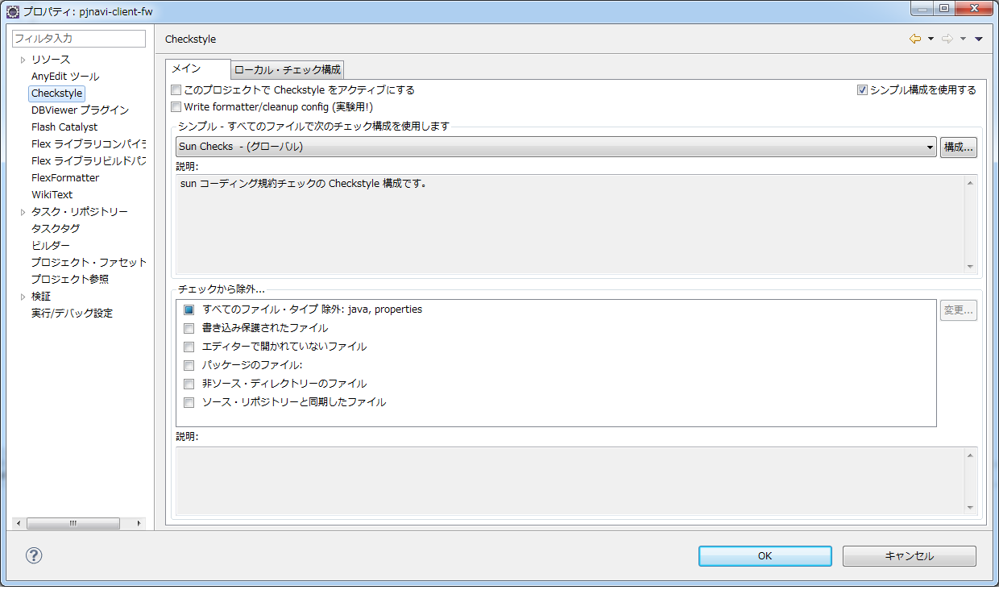 プロパティ: pjnavi-client-fw
フィルタ入力
リソース
AnyEdit ツール
Checkstyle
DBViewer プラグイン
Flash Catalyst
Flex ライブラリコンパイラ
Flex ライブラリビルドパス
FlexFormatter
WikiText
タスク・リポジトリー
タスクタグ
ビルダー
プロジェクト・ファセット
プロジェクト参照
検証
実行/デバッグ設定
Checkstyle
メイン
ローカル・チェック構成
このプロジェクトで Checkstyle をアクティブにする
シンプル構成を使用する
Write formatter/cleanup config (実験用!)
シンプル - すべてのファイルで次のチェック構成を使用します
Sun Checks - (グローバル)
構成...
説明:
sun コーディング規約チェックの Checkstyle 構成です。
チェックから除外...
すべてのファイル・タイプ 除外: java, properties
変更...
書き込み保護されたファイル
エディターで開かれていないファイル
パッケージのファイル:
非ソース・ディレクトリーのファイル
ソース・リポジトリーと同期したファイル
説明:
?
OK
キャンセル